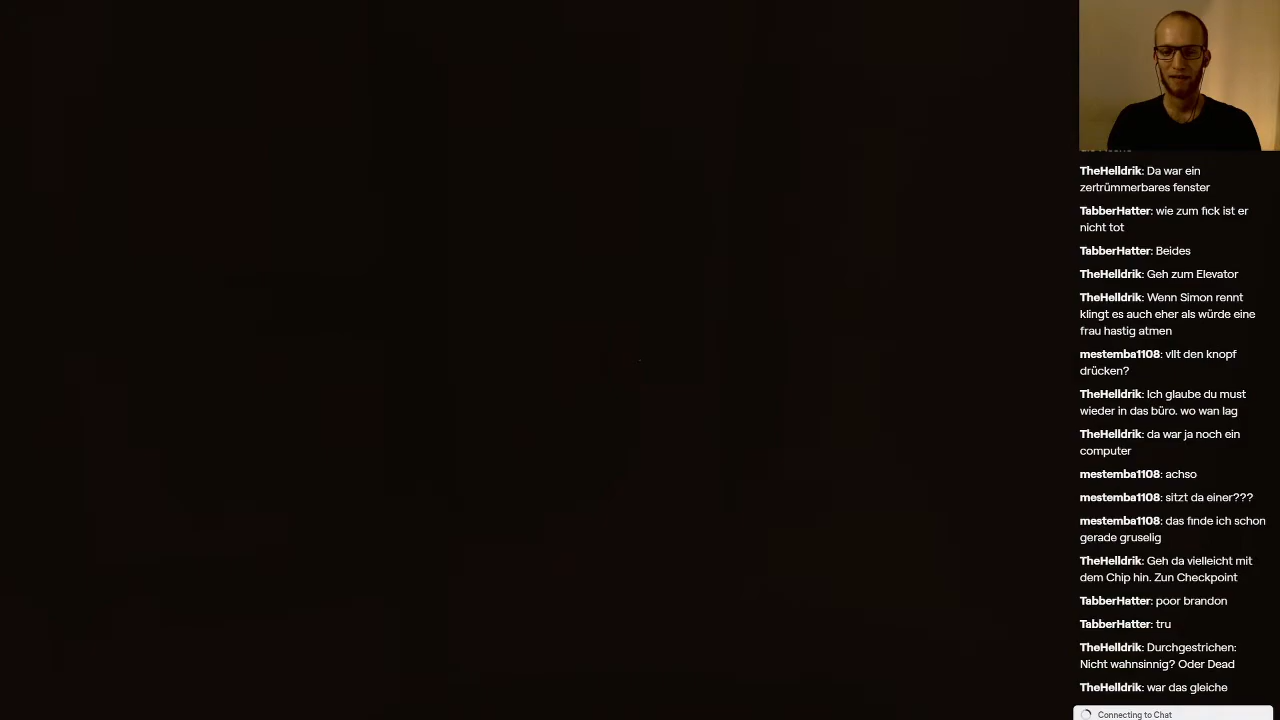 TheHelldrik: Da war ein
zertrümmerbares fenster
TabberHatter: wie zum fick ist er
nicht tot
TabberHatter: Beides
TheHelldrik: Geh zum Elevator
TheHelldrik: Wenn Simon rennt
klingt es auch eher als würde eine
frau hastig atmen
mestemba1108: vllt den knopf
drücken?
TheHelldrik: Ich glaube du must
wieder in das büro. wo wan lag
TheHelldrik: da war ja noch ein
computer
mestemba1108: achso
mestemba1108: sitzt da einer???
mestemba1108: das finde ich schon
gerade gruselig
TheHelldrik: Geh da vielleicht mit
dem Chip hin. Zun Checkpoint
TabberHatter: poor brandon
TabberHatter: tru
TheHelldrik: Durchgestrichen:
Nicht wahnsinnig? Oder Dead
TheHelldrik: war das gleiche
Connecting to Chat